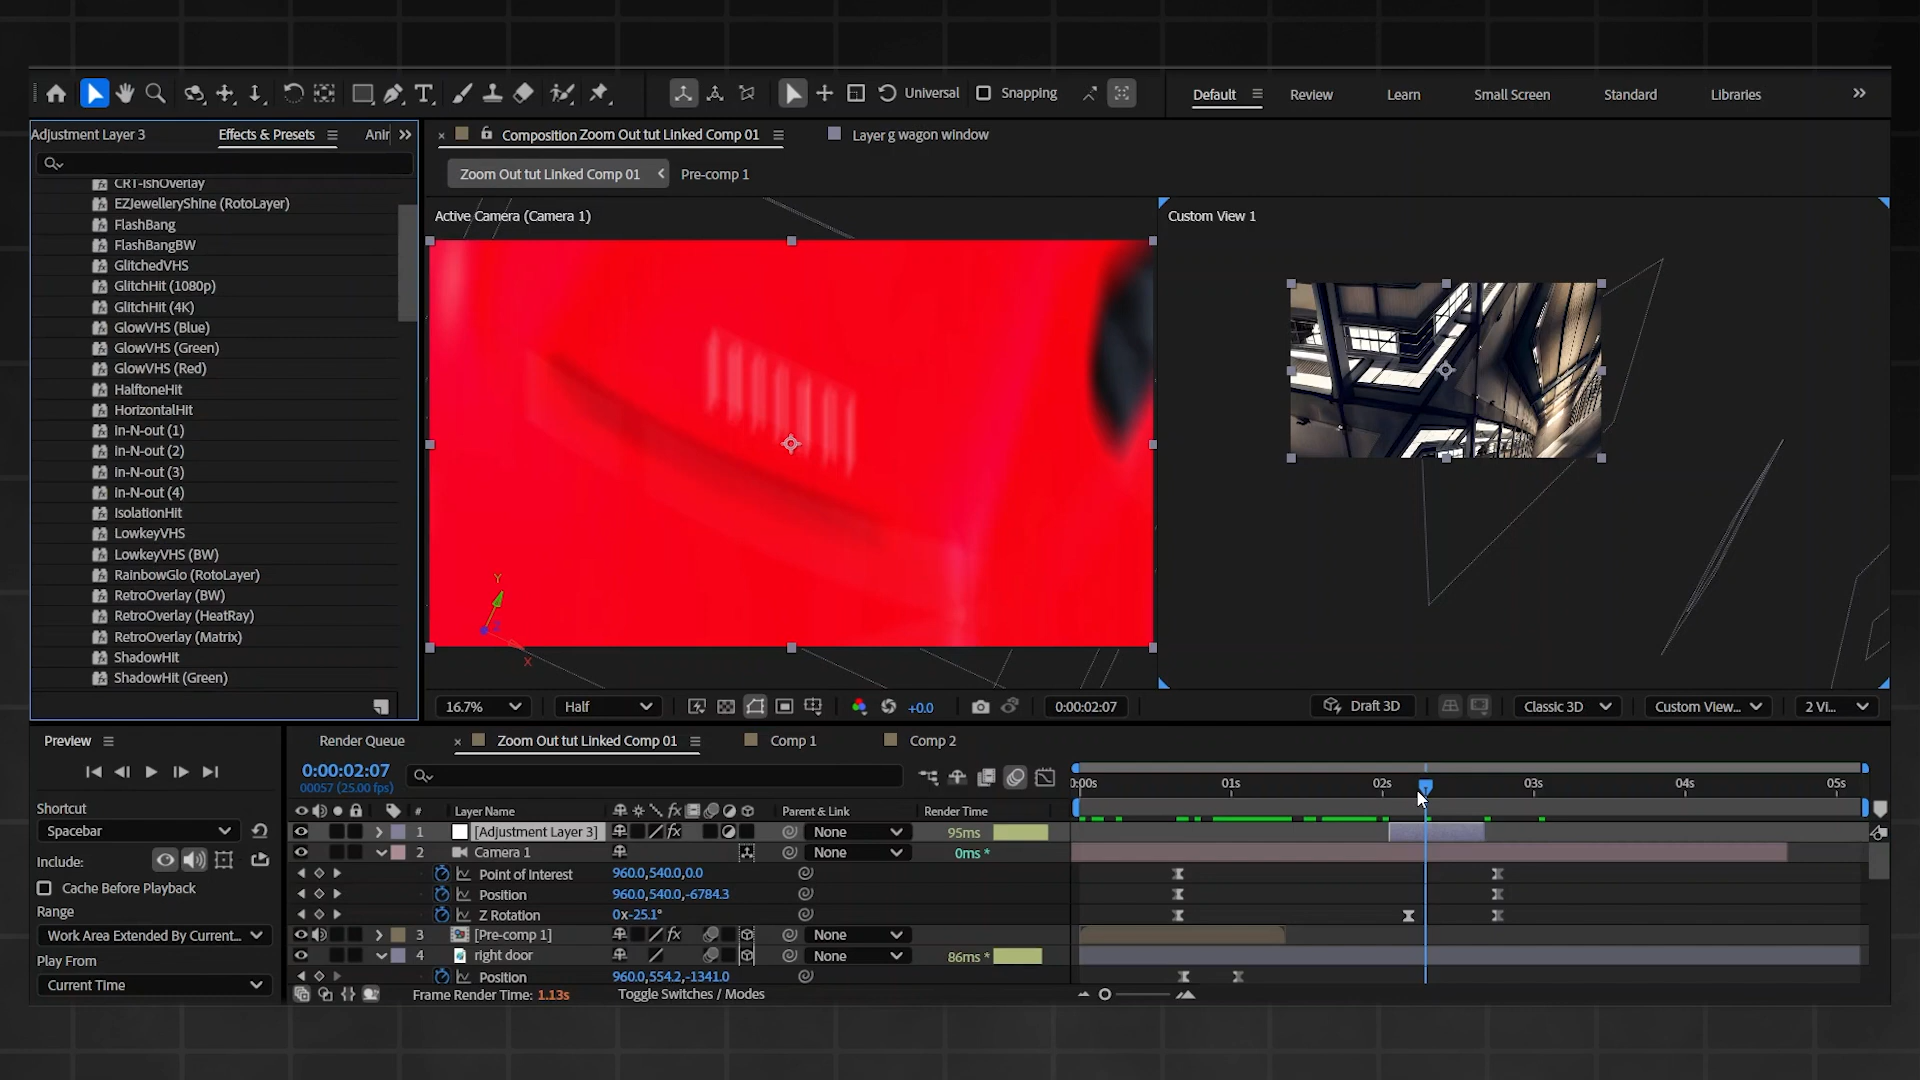 Universal
Snapping
Default
Review
Learn
Small Screen
Standard
Libraries
Adjustment Layer 3
Effects & Presets
Composition Zoom Out tut Linked Comp 01
Layer g wagon window
Zoom Out tut Linked Comp 01
Pre-comp 1
CRT-IshOverlay
EZJewelleryShine (RotoLayer)
FlashBang
FlashBangBW
GlitchedVHS
GlitchHit (1080p)
GlitchHit (4K)
GlowVHS (Blue)
GlowVHS (Green)
GlowVHS (Red)
HalftoneHit
HorizontalHit
In-N-out (1)
In-N-out (2)
In-N-out (3)
In-N-out (4)
IsolationHit
LowkeyVHS
LowkeyVHS (BW)
RainbowGlo (RotoLayer)
RetroOverlay (BW)
RetroOverlay (HeatRay)
RetroOverlay (Matrix)
ShadowHit
ShadowHit (Green)
Active Camera (Camera 1)
Custom View 1
Y
Z
X
16.7%
Half
+0.0
0:00:02:07
Draft 3D
Classic 3D
Custom View...
2 Vi...
Preview
Shortcut
Spacebar
Include:
Cache Before Playback
Range
Work Area Extended By Current...
Play From
Current Time
Render Queue
Zoom Out tut Linked Comp 01
Comp 1
Comp 2
0:00:02:07
00057 (25.00 fps)
0:00s
01s
02s
03s
04s
05s
#
Layer Name
fx
Parent & Link
Render Time
1
[Adjustment Layer 3]
fx
None
95ms
2
Camera 1
None
0ms *
Point of Interest
960.0,540.0,0.0
Position
960.0,540.0,-6784.3
Z Rotation
0x-25.1°
3
[Pre-comp 1]
fx
None
4
right door
None
86ms *
Position
960.0,554.2,-1341.0
Frame Render Time: 1.13s
Toggle Switches / Modes